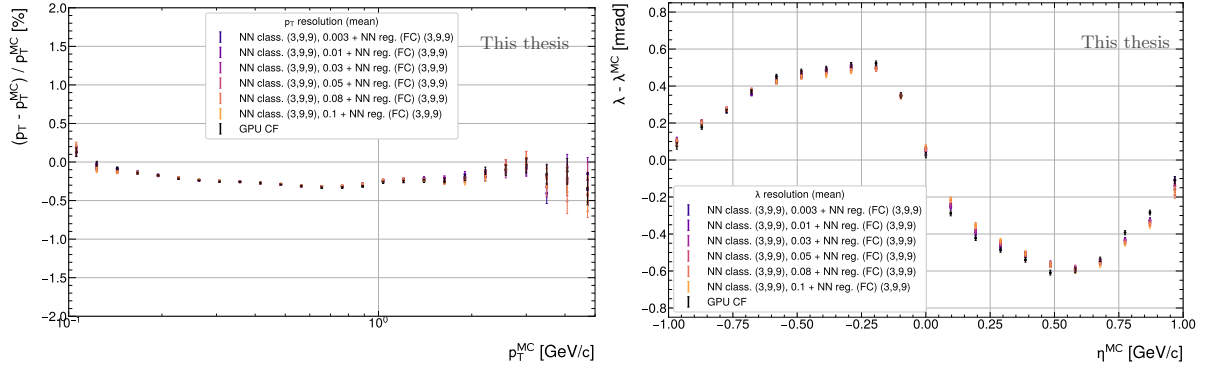 (p_T - p_T^MC) / p_T^MC [%]
2.0
1.5
1.0
0.5
0.0
−0.5
−1.0
−1.5
−2.0
p_T resolution (mean)
NN class. (3,9,9), 0.003 + NN reg. (FC) (3,9,9)
NN class. (3,9,9), 0.01 + NN reg. (FC) (3,9,9)
NN class. (3,9,9), 0.03 + NN reg. (FC) (3,9,9)
NN class. (3,9,9), 0.05 + NN reg. (FC) (3,9,9)
NN class. (3,9,9), 0.08 + NN reg. (FC) (3,9,9)
NN class. (3,9,9), 0.1 + NN reg. (FC) (3,9,9)
GPU CF
This thesis
10^−1
10^0
p_T^MC [GeV/c]
λ - λ^MC [mrad]
0.8
0.6
0.4
0.2
0.0
−0.2
−0.4
−0.6
−0.8
This thesis
λ resolution (mean)
NN class. (3,9,9), 0.003 + NN reg. (FC) (3,9,9)
NN class. (3,9,9), 0.01 + NN reg. (FC) (3,9,9)
NN class. (3,9,9), 0.03 + NN reg. (FC) (3,9,9)
NN class. (3,9,9), 0.05 + NN reg. (FC) (3,9,9)
NN class. (3,9,9), 0.08 + NN reg. (FC) (3,9,9)
NN class. (3,9,9), 0.1 + NN reg. (FC) (3,9,9)
GPU CF
−1.00 −0.75 −0.50 −0.25 0.00 0.25 0.50 0.75 1.00
η^MC [GeV/c]